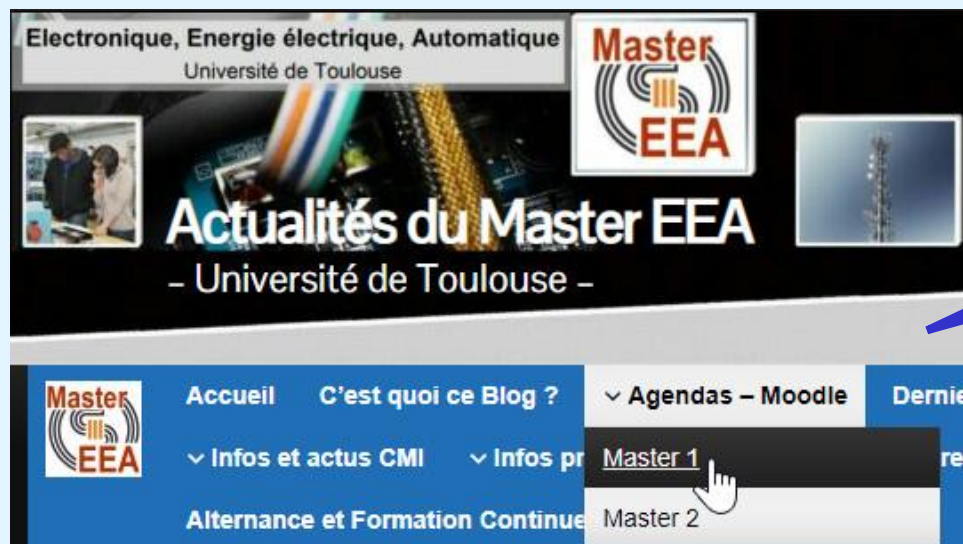 Electronique, Energie électrique, Automatique
Université de Toulouse
Master
EEA
Actualités du Master EEA
– Université de Toulouse –
Master
EEA
Accueil C'est quoi ce Blog ? Agendas – Moodle
Infos et actus CMI Infos
Master 1
Alternance et Formation Continue
Master 2